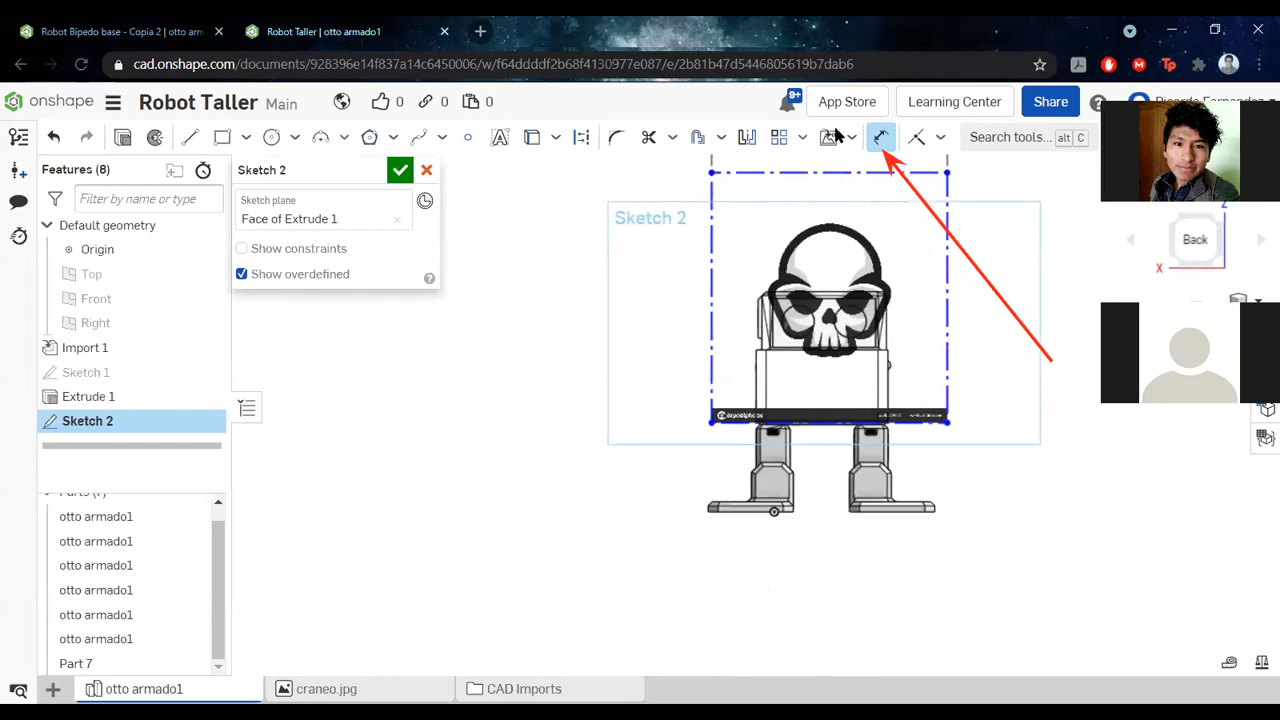 Robot Bipedo base - Copia 2 | otto arm
Robot Taller | otto armado1
cad.onshape.com/documents/928396e14f837a14c6450006/w/f64ddddf2b68f4130977e087/e/2b81b47d5446805619b7dab6
onshape
Robot Taller Main
0
0
0
9+
App Store
Learning Center
Share
Search tools...
alt
C
Features (8)
Filter by name or type
Default geometry
Origin
Top
Front
Right
Import 1
Sketch 1
Extrude 1
Sketch 2
Sketch 2
Sketch plane
Face of Extrude 1
Show constraints
Show overdefined
Sketch 2
Z
Back
X
otto armado1
otto armado1
otto armado1
otto armado1
otto armado1
otto armado1
Part 7
otto armado1
craneo.jpg
CAD Imports